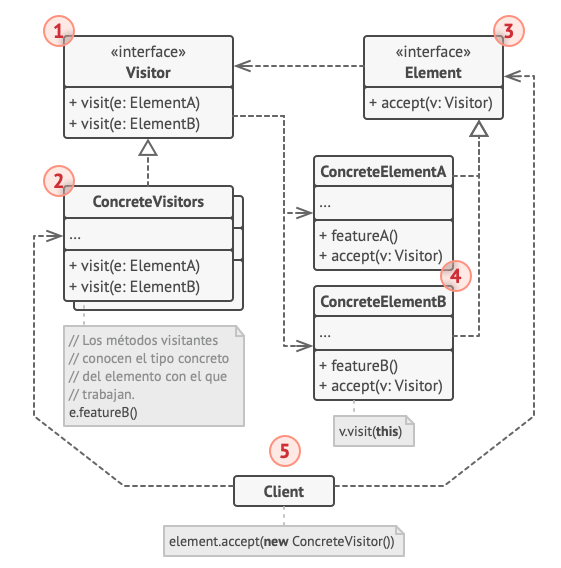 1
«interface»
Visitor
+ visit(e: ElementA)
+ visit(e: ElementB)
3
«interface»
Element
+ accept(v: Visitor)
2
ConcreteVisitors
...
+ visit(e: ElementA)
+ visit(e: ElementB)
// Los métodos visitantes
// conocen el tipo concreto
// del elemento con el que
// trabajan.
e.featureB()
ConcreteElementA
...
+ featureA()
+ accept(v: Visitor)
4
ConcreteElementB
...
+ featureB()
+ accept(v: Visitor)
v.visit(this)
5
Client
element.accept(new ConcreteVisitor())